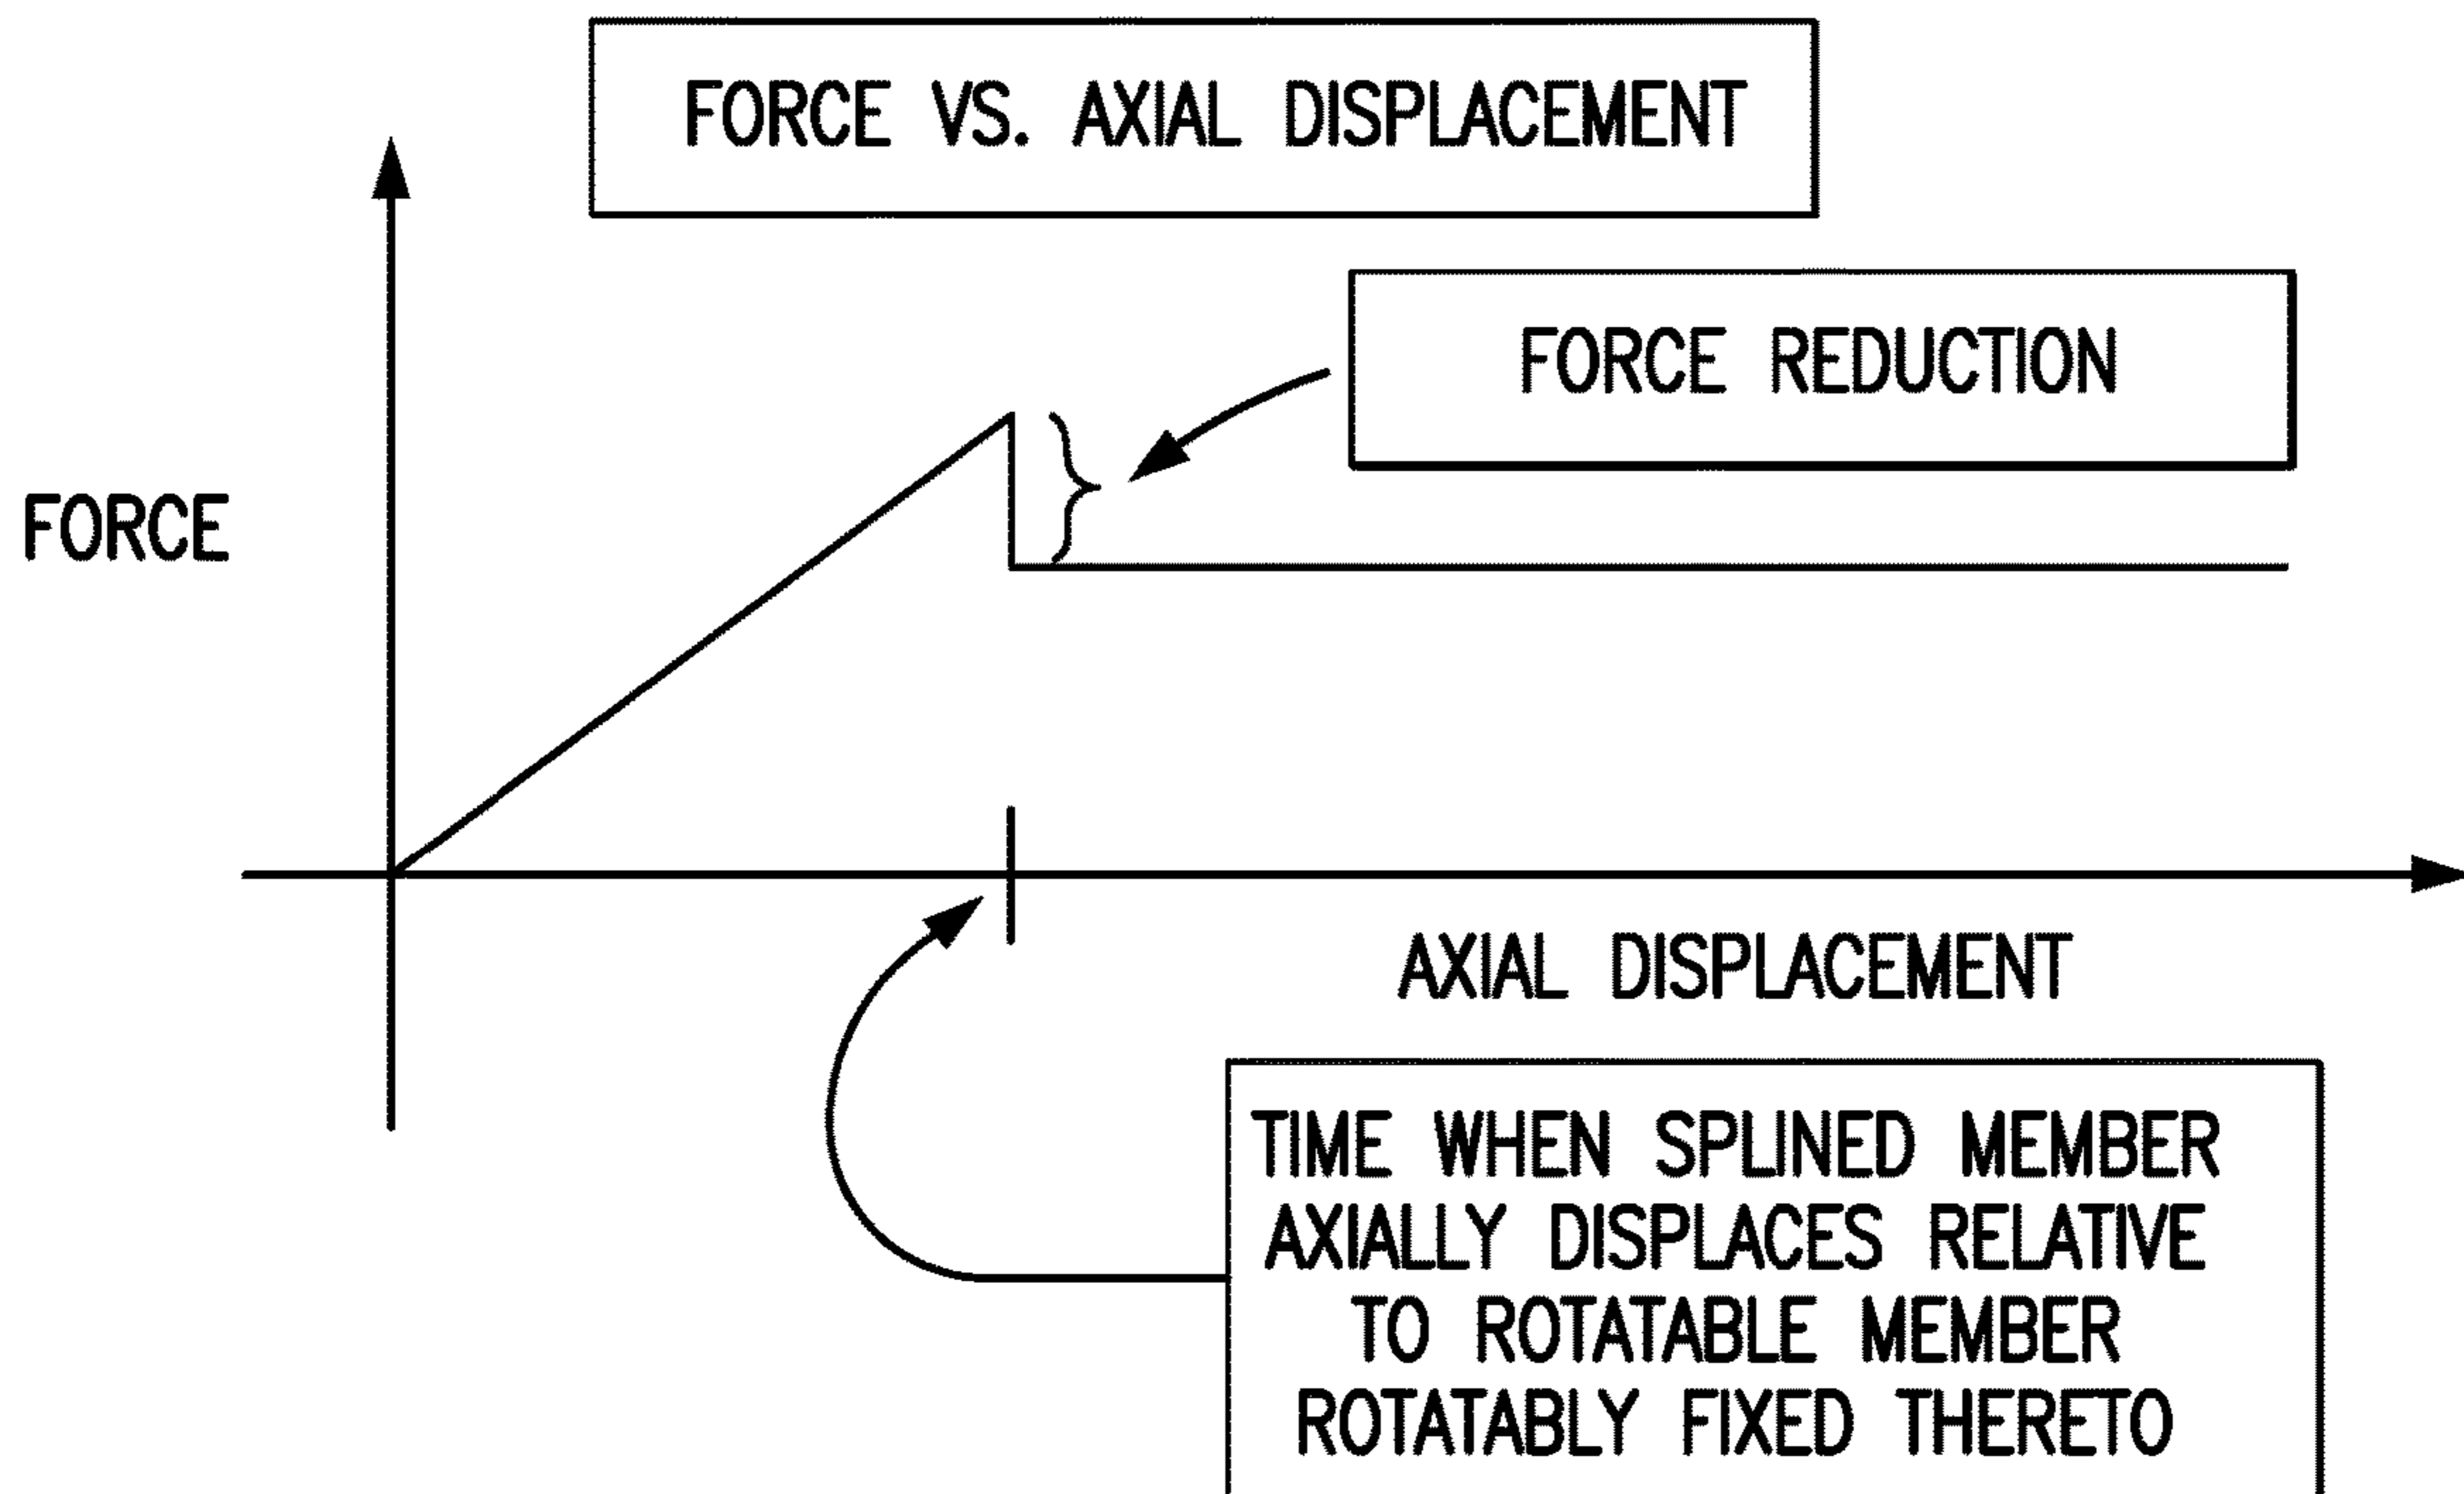 FORCE VS. AXIAL DISPLACEMENT
FORCE REDUCTION
FORCE
AXIAL DISPLACEMENT
TIME WHEN SPLINED MEMBER
AXIALLY DISPLACES RELATIVE
TO ROTATABLE MEMBER
ROTATABLY FIXED THERETO